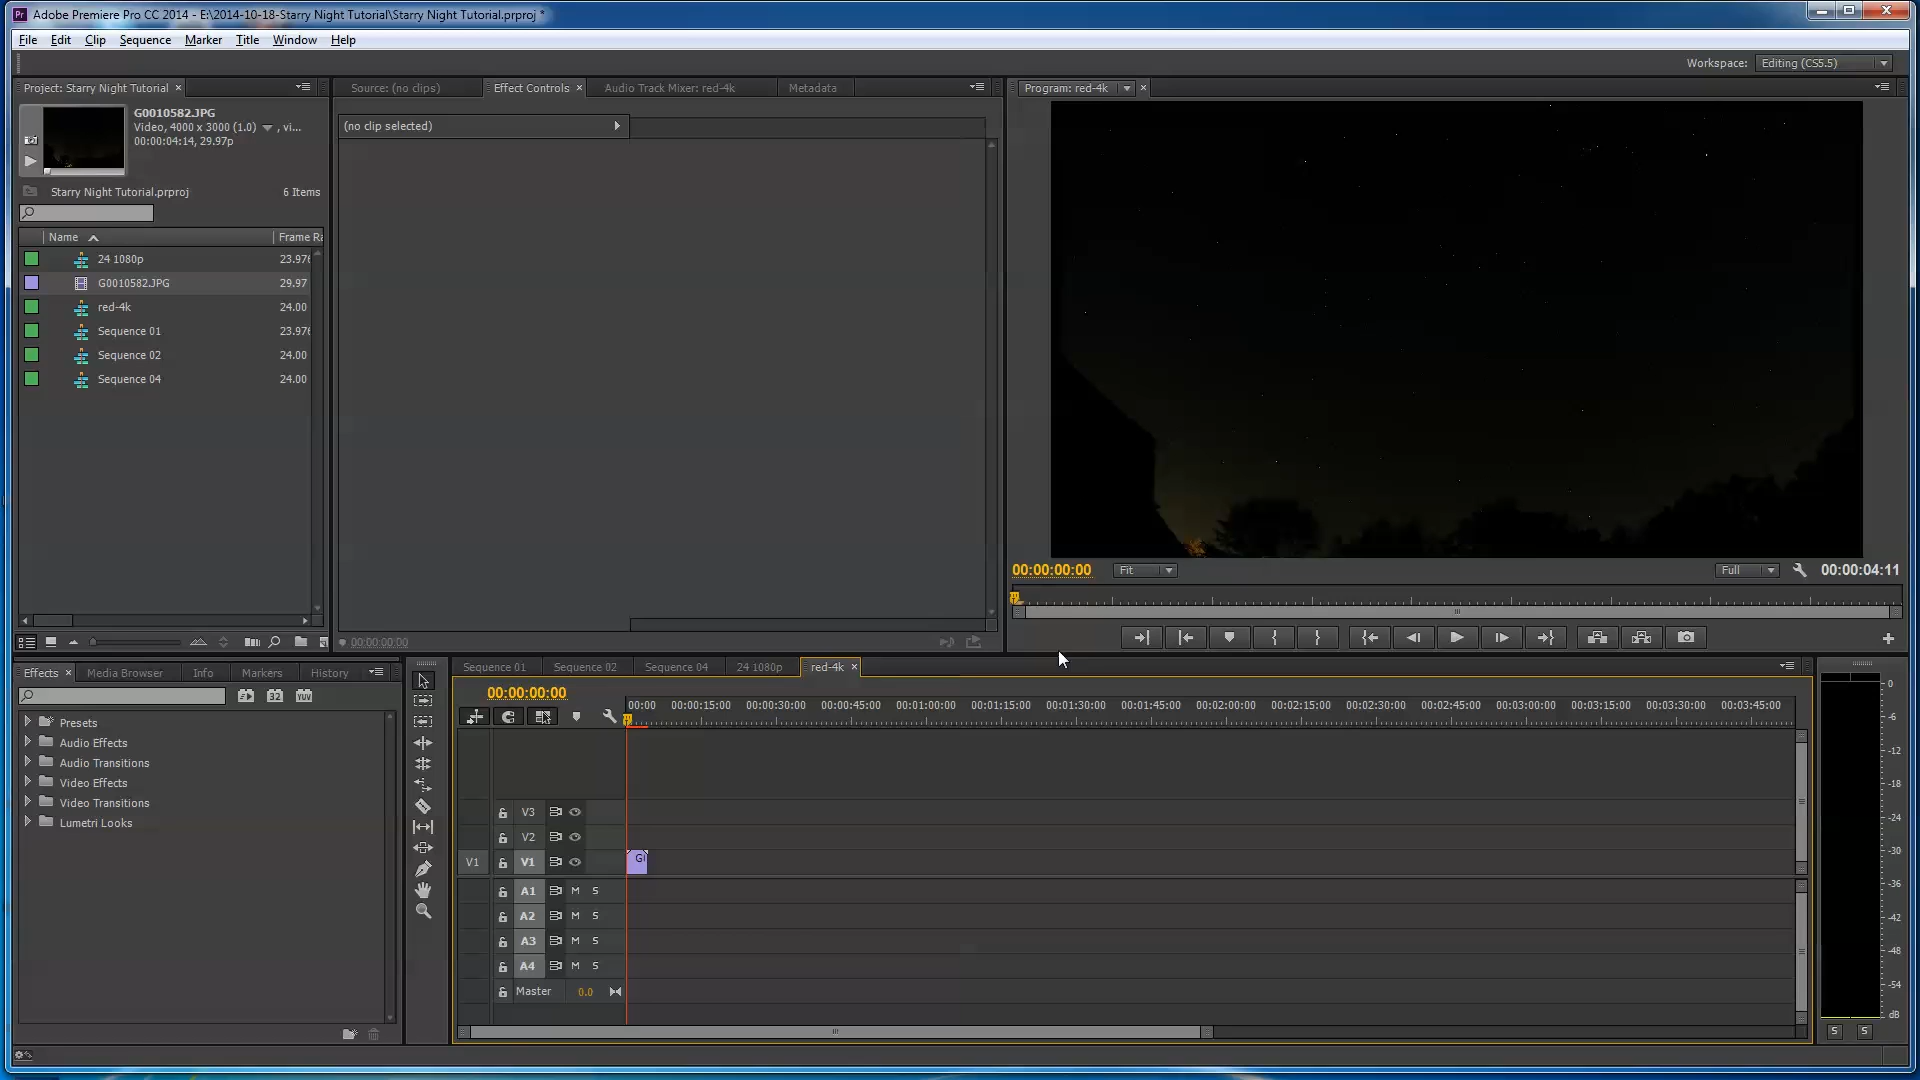 Adobe Premiere Pro CC 2014 - E:\2014-10-18-Starry Night Tutorial\Starry Night Tutorial.prproj *
File Edit Clip Sequence Marker Title Window Help
Workspace: Editing (CS5.5)
Project: Starry Night Tutorial
G0010582.JPG
Video, 4000 x 3000 (1.0) , vi...
00:00:04:14, 29.97p
Starry Night Tutorial.prproj 6 Items
Name Frame Ra
24 1080p 23.976
G0010582.JPG 29.97
red-4k 24.00
Sequence 01 23.976
Sequence 02 24.00
Sequence 04 24.00
Source: (no clips) Effect Controls Audio Track Mixer: red-4k Metadata
(no clip selected)
00:00:00:00
Program: red-4k
00:00:00:00 Fit Full 00:00:04:11
Effects Media Browser Info Markers History
32 YUV
Presets
Audio Effects
Audio Transitions
Video Effects
Video Transitions
Lumetri Looks
Sequence 01 Sequence 02 Sequence 04 24 1080p red-4k
00:00:00:00
00:00 00:00:15:00 00:00:30:00 00:00:45:00 00:01:00:00 00:01:15:00 00:01:30:00 00:01:45:00 00:02:00:00 00:02:15:00 00:02:30:00 00:02:45:00 00:03:00:00 00:03:15:00 00:03:30:00 00:03:45:00
V3
V2
V1 V1
A1 M S
A2 M S
A3 M S
A4 M S
Master 0.0
0
-6
-12
-18
-24
-30
-36
-42
-48
-54
dB
S S